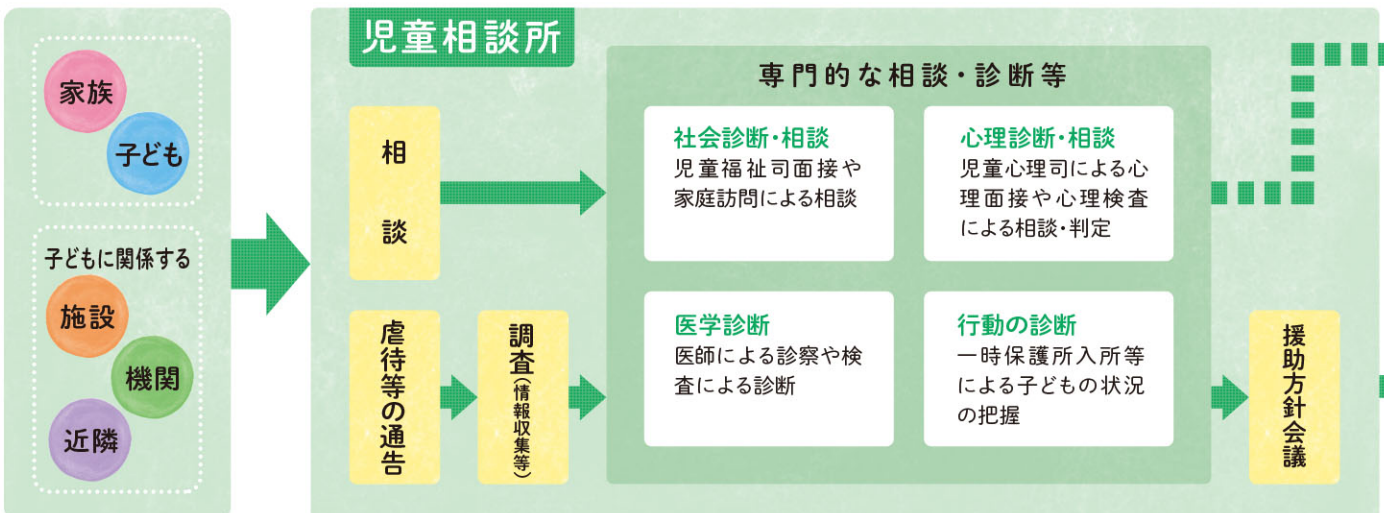 家族
子ども
子どもに関係する
施設
機関
近隣
児童相談所
相談
虐待等の通告
調査(情報収集等)
専門的な相談・診断等
社会診断・相談
児童福祉司面接や
家庭訪問による相談
心理診断・相談
児童心理司による心
理面接や心理検査
による相談・判定
医学診断
医師による診察や検
査による診断
行動の診断
一時保護所入所等
による子どもの状況
の把握
援助方針会議